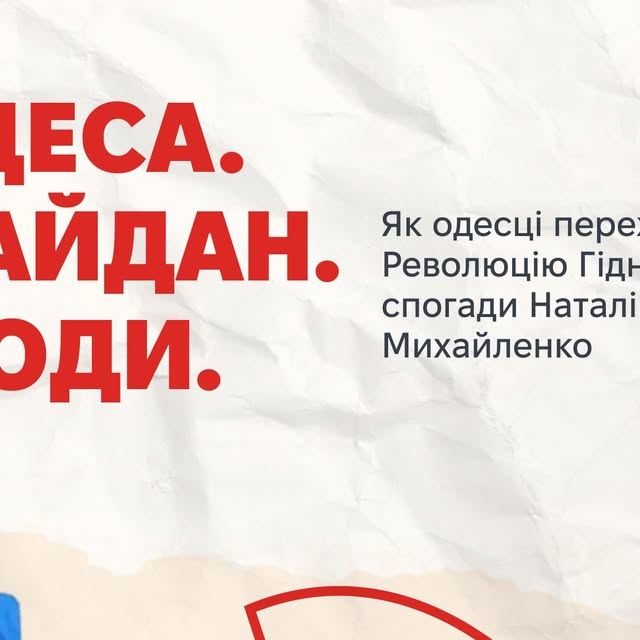 ДЕСА.
АЙДАН.
ОДИ.
Як одесці переж
Революцію Гідн
спогади Наталі
Михайленко